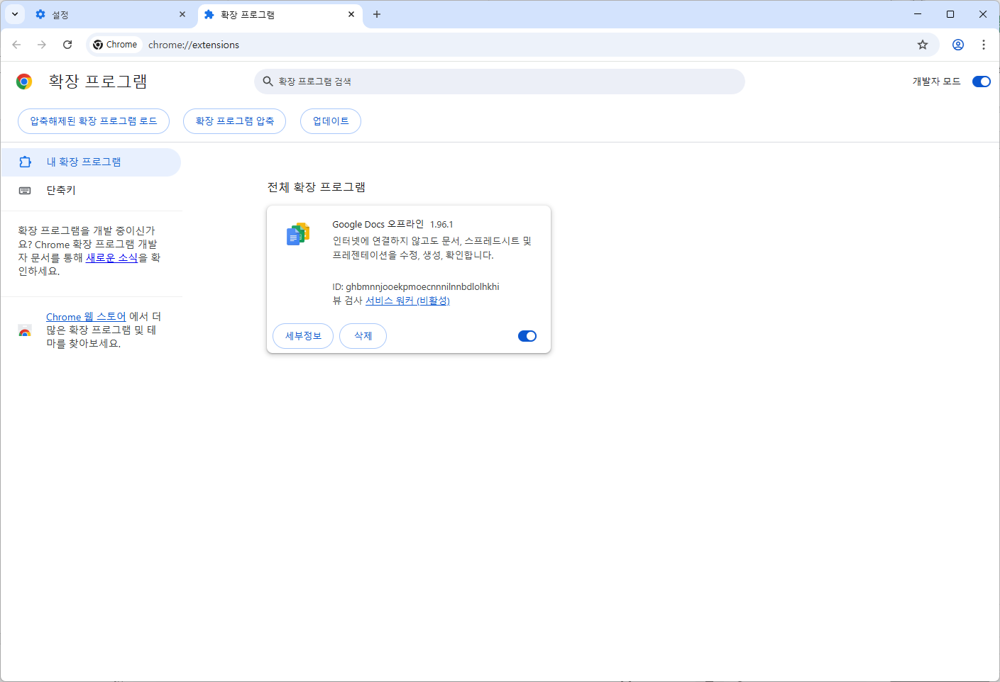 설정
확장 프로그램
Chrome
chrome://extensions
확장 프로그램
확장 프로그램 검색
개발자 모드
압축해제된 확장 프로그램 로드
확장 프로그램 압축
업데이트
내 확장 프로그램
단축키
확장 프로그램을 개발 중이신가
요? Chrome 확장 프로그램 개발
자 문서를 통해 새로운 소식을 확
인하세요.
Chrome 웹 스토어 에서 더
많은 확장 프로그램 및 테
마를 찾아보세요.
전체 확장 프로그램
Google Docs 오프라인 1.96.1
인터넷에 연결하지 않고도 문서, 스프레드시트 및
프레젠테이션을 수정, 생성, 확인합니다.
ID: ghbmnnjooekpmoecnnnilnnbdlolhkhi
뷰 검사 서비스 워커 (비활성)
세부정보
삭제